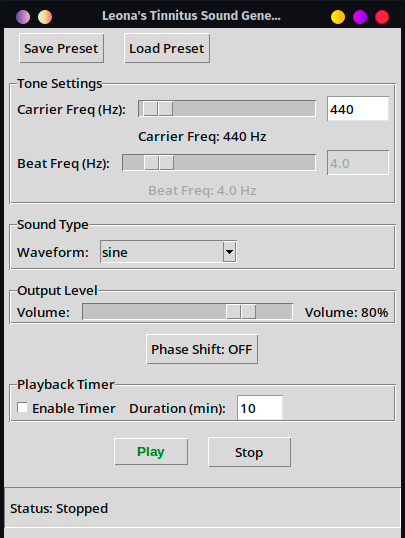 Leona's Tinnitus Sound Gene...
Save Preset Load Preset
Tone Settings
Carrier Freq (Hz): 440
Carrier Freq: 440 Hz
Beat Freq (Hz): 4.0
Beat Freq: 4.0 Hz
Sound Type
Waveform: sine
Output Level
Volume: Volume: 80%
Phase Shift: OFF
Playback Timer
Enable Timer Duration (min): 10
Play Stop
Status: Stopped